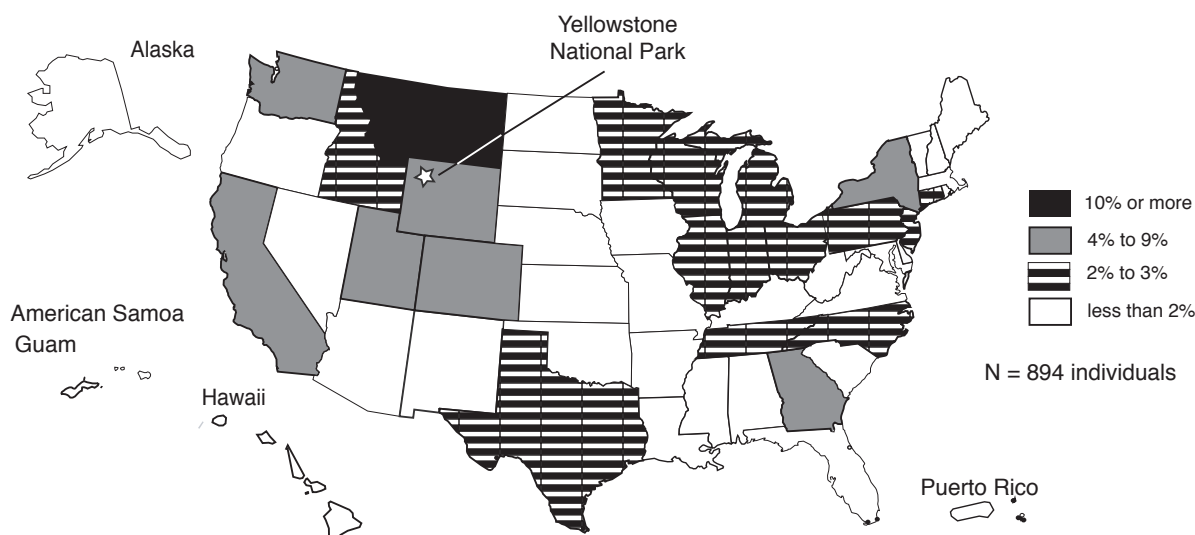 Yellowstone
National Park
Alaska
10% or more
4% to 9%
2% to 3%
less than 2%
American Samoa
Guam
N = 894 individuals
Hawaii
Puerto Rico